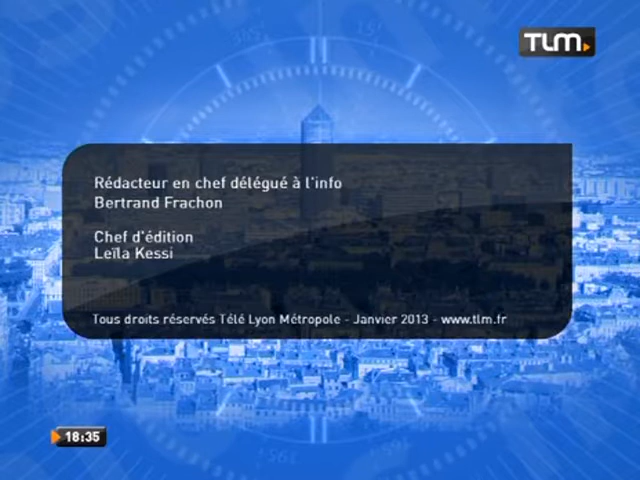 TLM
Rédacteur en chef délégué à l'info
Bertrand Frachon
Chef d'édition
Leïla Kessi
Tous droits réservés Télé Lyon Métropole - Janvier 2013 - www.tlm.fr
18:35